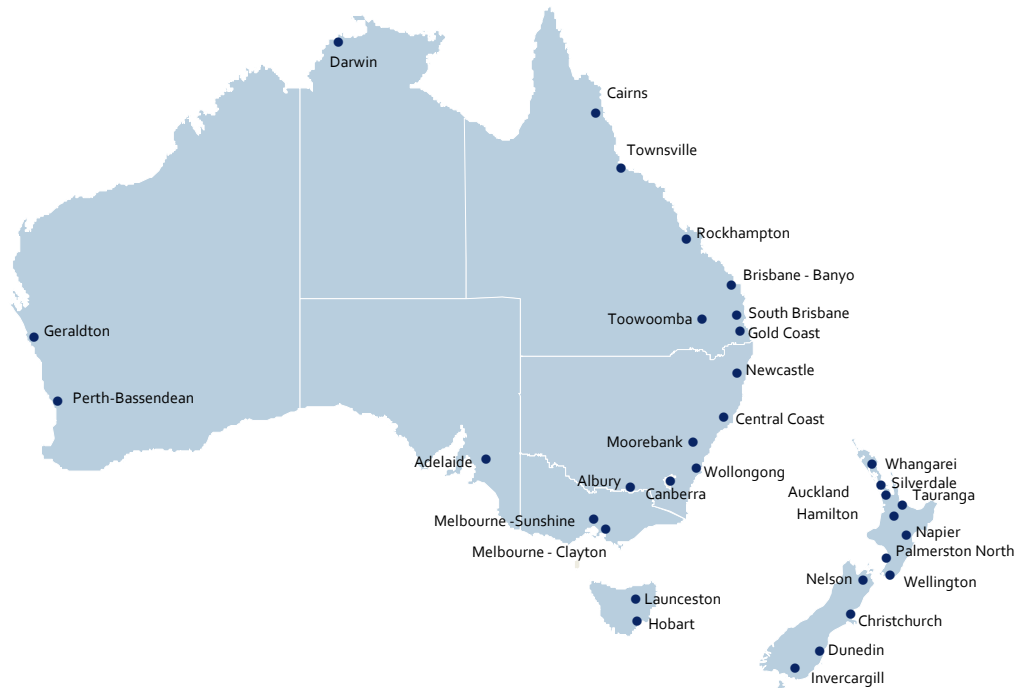 Darwin
Cairns
Townsville
Rockhampton
Brisbane - Banyo
South Brisbane
Toowoomba
Gold Coast
Geraldton
Newcastle
Perth-Bassendean
Central Coast
Moorebank
Adelaide
Wollongong
Albury
Canberra
Melbourne -Sunshine
Melbourne - Clayton
Launceston
Hobart
Whangarei
Silverdale
Auckland
Tauranga
Hamilton
Napier
Palmerston North
Nelson
Wellington
Christchurch
Dunedin
Invercargill